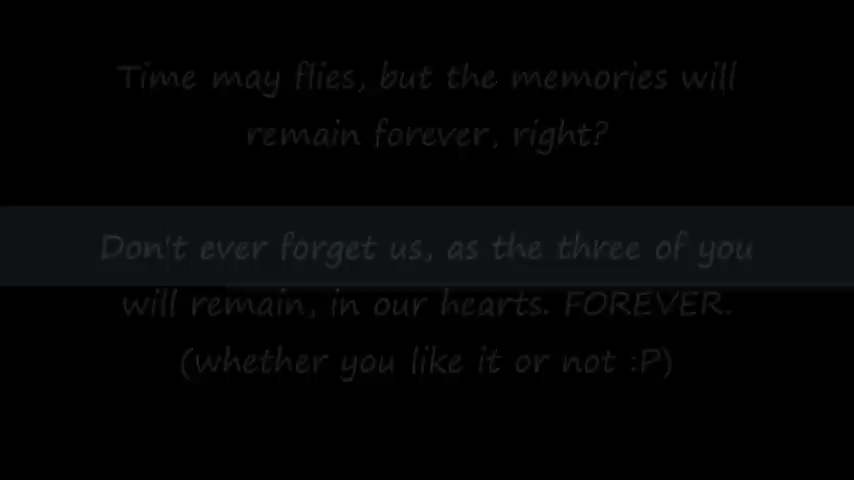 Time may flies, but the memories will
remain forever, right?
Don't ever forget us, as the three of you
will remain, in our hearts. FOREVER.
(whether you like it or not :P)